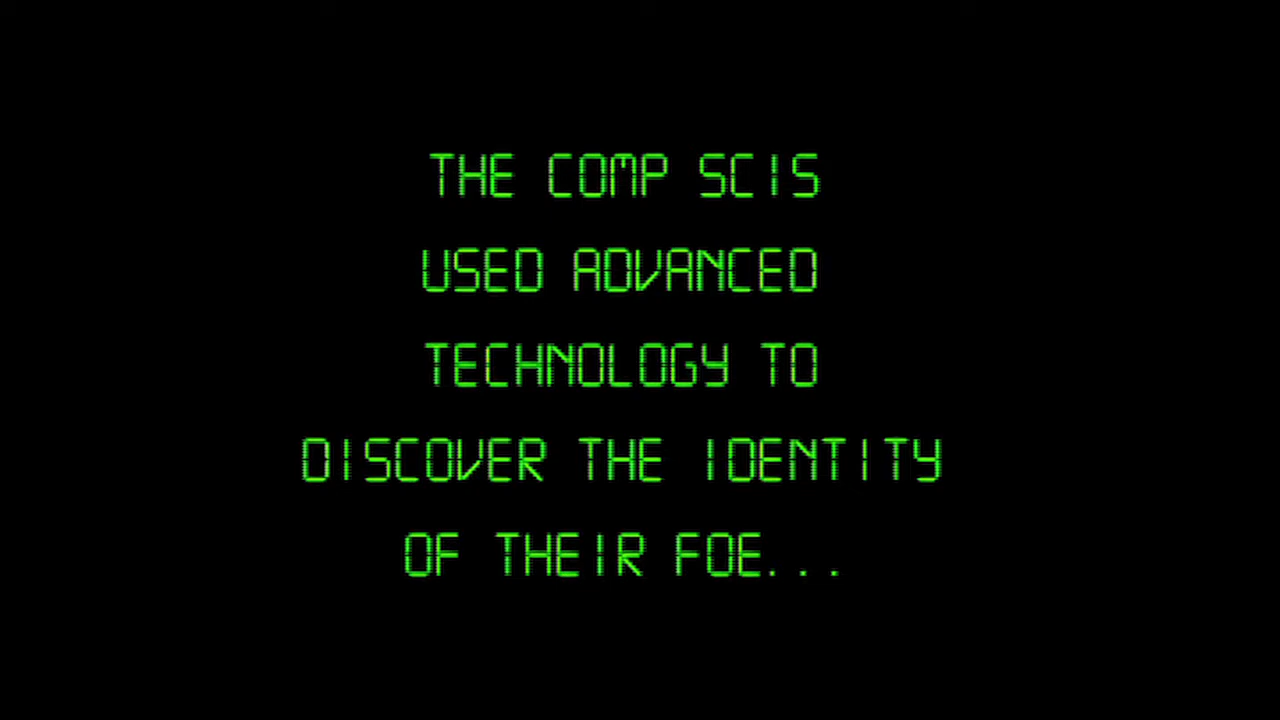 THE COMP SCIS
USED ADVANCED
TECHNOLOGY TO
DISCOVER THE IDENTITY
OF THEIR FOE...